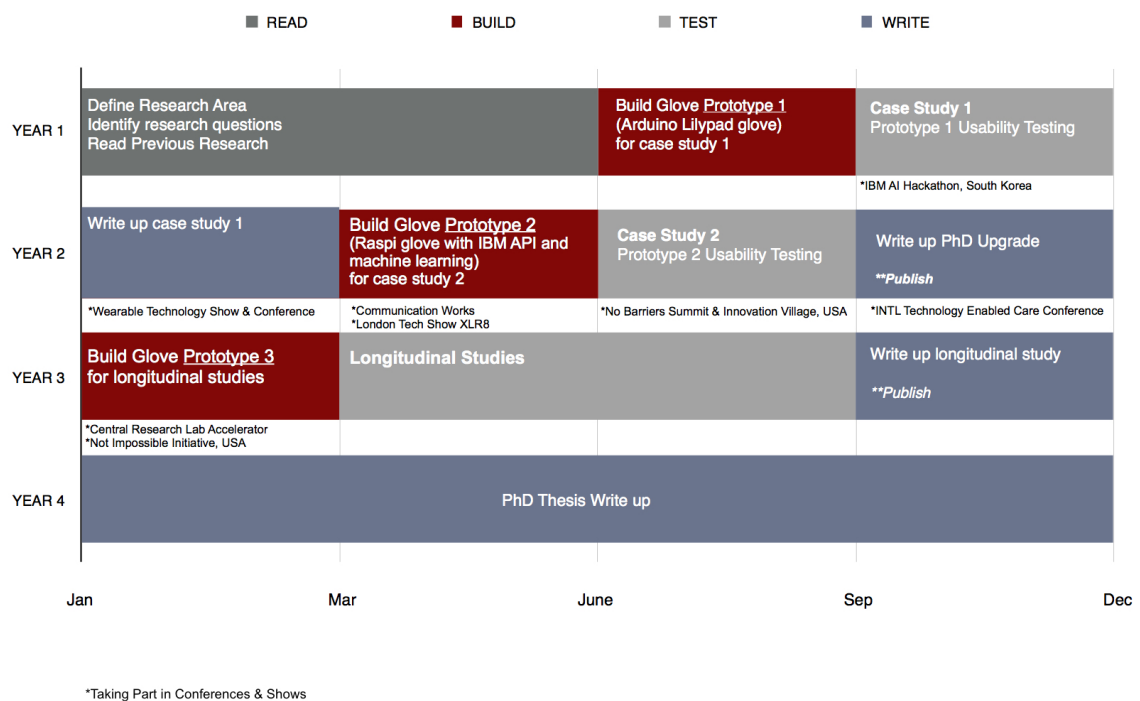 READ BUILD TEST WRITE
YEAR 1
Define Research Area
Identify research questions
Read Previous Research
Build Glove Prototype 1
(Arduino Lilypad glove)
for case study 1
Case Study 1
Prototype 1 Usability Testing
*IBM AI Hackathon, South Korea
YEAR 2
Write up case study 1
Build Glove Prototype 2
(Raspi glove with IBM API and
machine learning)
for case study 2
Case Study 2
Prototype 2 Usability Testing
Write up PhD Upgrade
**Publish
*Wearable Technology Show & Conference
*Communication Works
*London Tech Show XLR8
*No Barriers Summit & Innovation Village, USA
*INTL Technology Enabled Care Conference
YEAR 3
Build Glove Prototype 3
for longitudinal studies
Longitudinal Studies
Write up longitudinal study
**Publish
*Central Research Lab Accelerator
*Not Impossible Initiative, USA
YEAR 4
PhD Thesis Write up
Jan Mar June Sep Dec
*Taking Part in Conferences & Shows